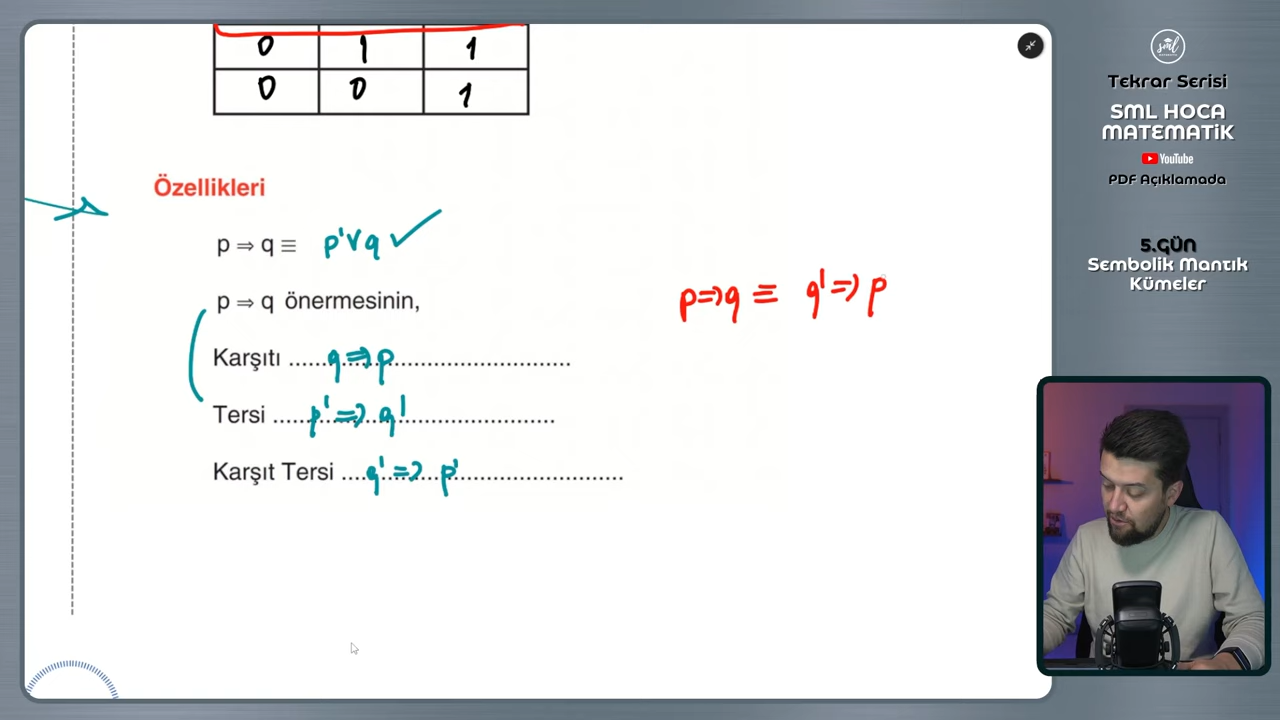 0 1 1
0 0 1
Özellikleri
p ⇒ q ≡ p' ∨ q ✓
p ⇒ q önermesinin,
Karşıtı ......q ⇒ p..........................
Tersi .....p' ⇒ q'......................
Karşıt Tersi ....q' ⇒ p'........................
p ⇒ q ≡ q' ⇒ p
sml
Tekrar Serisi
SML HOCA
MATEMATİK
YouTube
PDF Açıklamada
5.GÜN
Sembolik Mantık
Kümeler